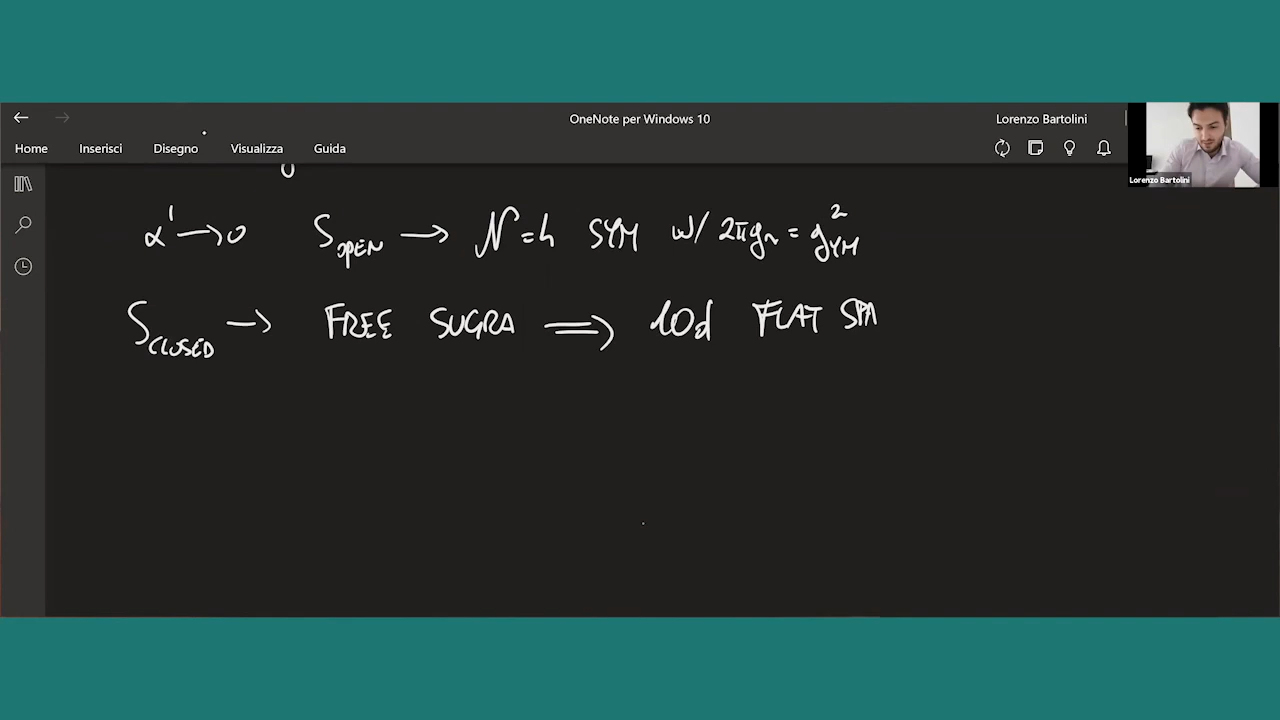 OneNote per Windows 10
Lorenzo Bartolini
Home Inserisci Disegno Visualizza Guida
Lorenzo Bartolini
α' → 0 S_OPEN → 𝒩=4 SYM w/ 2πg_s = g²_YM
S_CLOSED → FREE SUGRA ⟹ 10d FLAT SPA